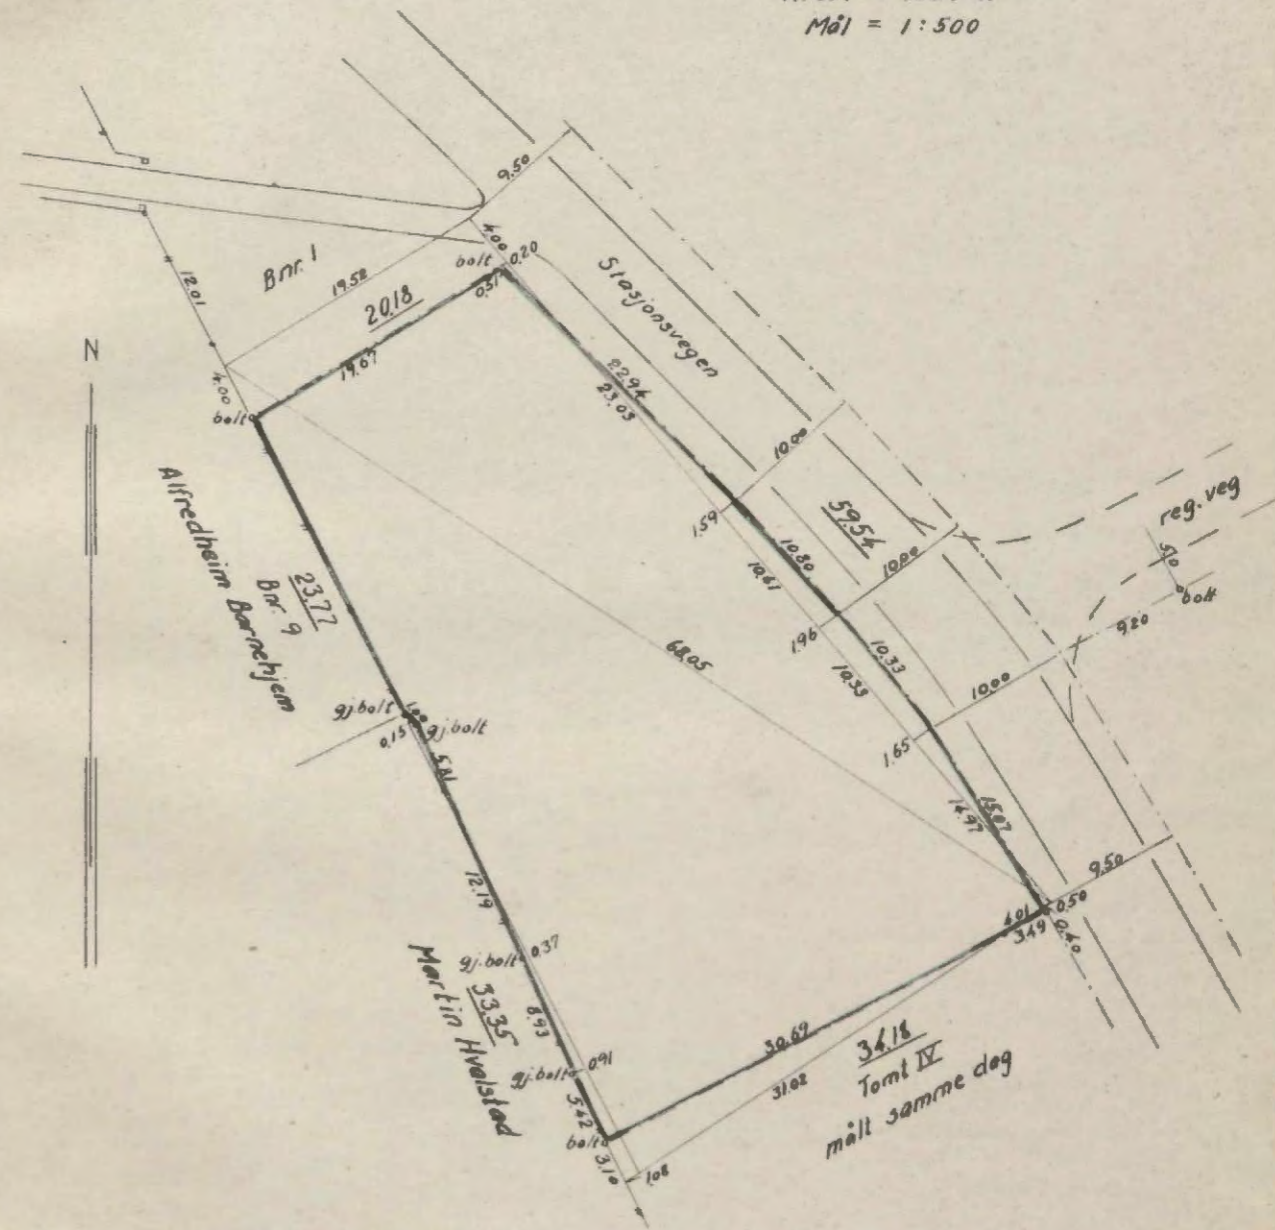 Mål = 1:500
9.50
4.00
bolt
0.20
0.51
Bnr. 1
12.01
19.52
20.18
19.67
Stasjonsvegen
N
4.00
bolt
22.94
23.03
10.00
1.59
59.54
10.80
10.61
10.00
reg. veg
5.10
bolt
9.20
Alfredheim Barnehjem
Bnr. 9
23.77
1.96
68.05
10.33
10.33
10.00
gj. bolt
1.00
gj. bolt
0.15
5.81
1.65
15.07
14.97
9.50
12.19
4.01
0.50
3.49
0.40
gj. bolt
0.37
Martin Hvalstad
33.35
8.93
30.69
34.18
Tomt IV
målt samme dag
31.02
gj. bolt
0.91
5.42
bolt
3.10
1.08